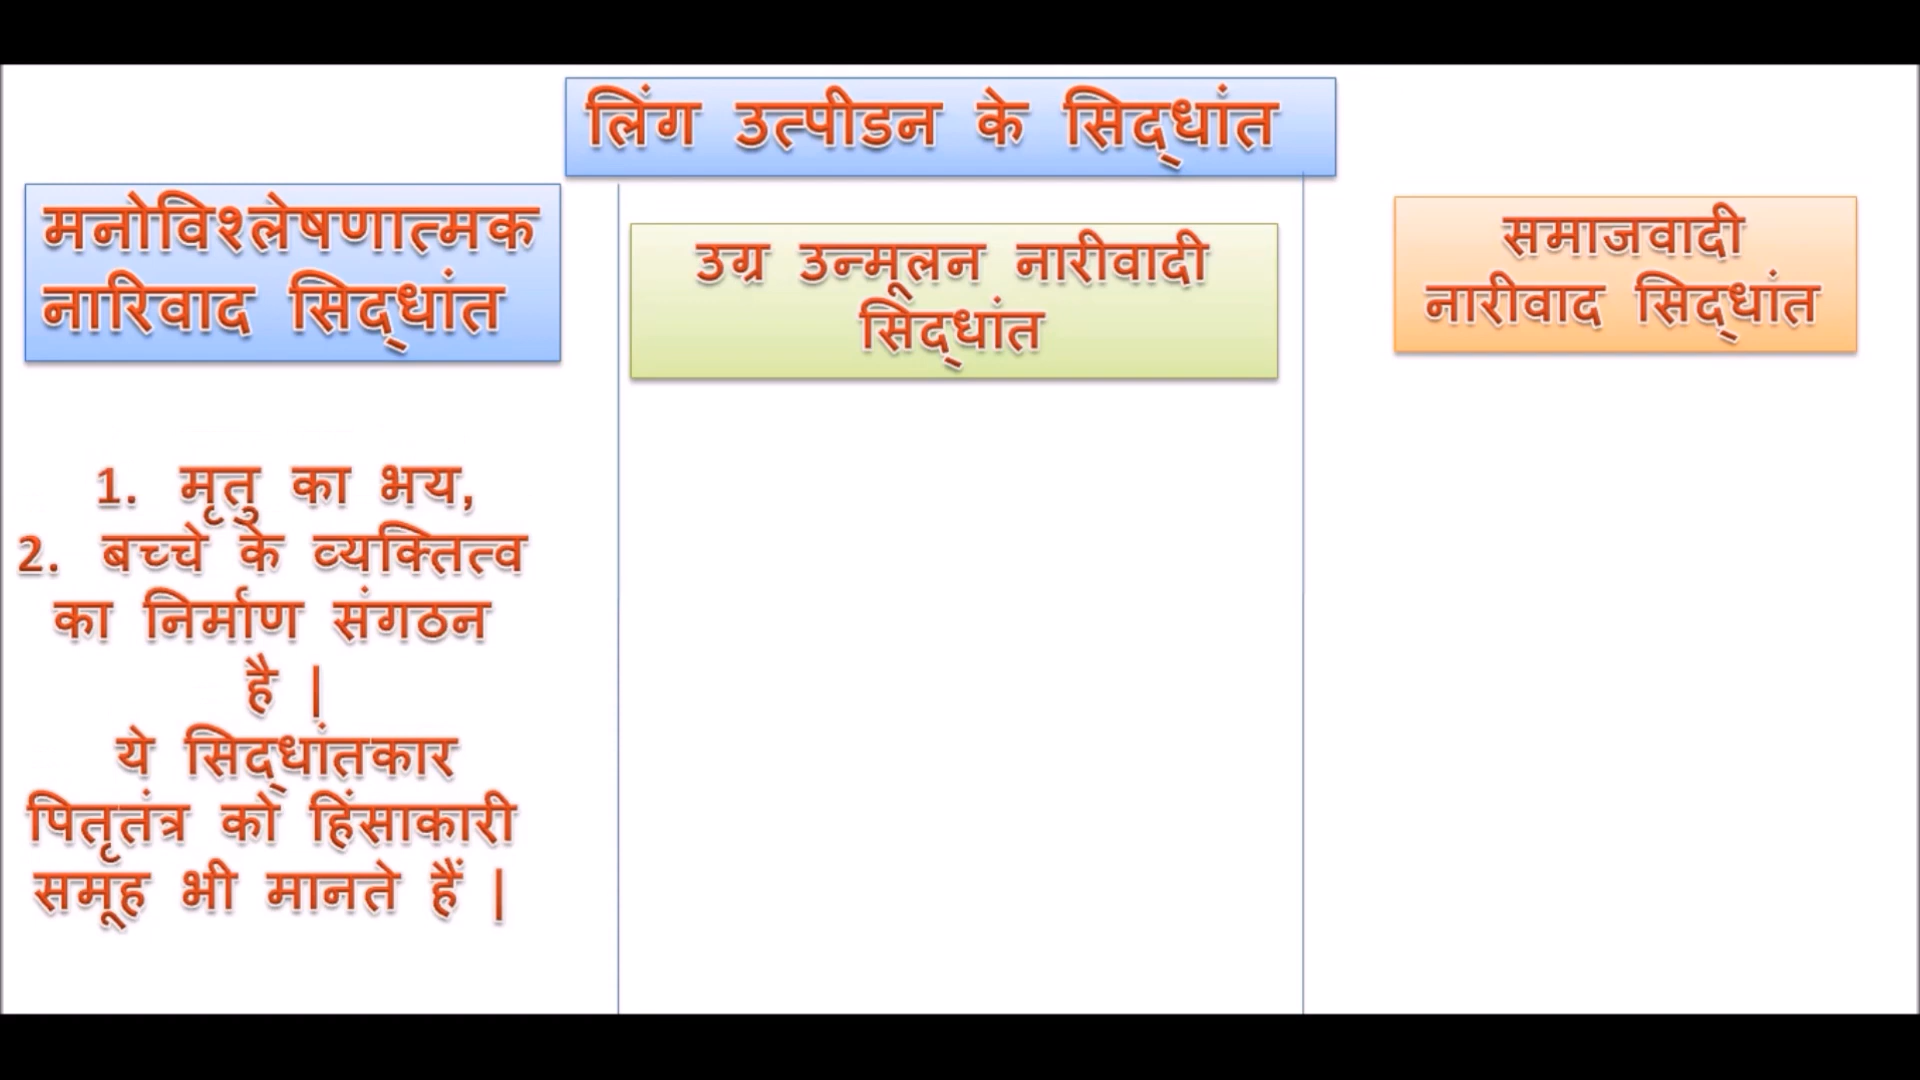 लिंग उत्पीडन के सिद्धांत
मनोविश्लेषणात्मक
नारिवाद सिद्धांत
1. मृतु का भय,
2. बच्चे के व्यक्तित्व
का निर्माण संगठन
है |
ये सिद्धांतकार
पितृतंत्र को हिंसाकारी
समूह भी मानते हैं |
उग्र उन्मूलन नारीवादी
सिद्धांत
समाजवादी
नारीवाद सिद्धांत